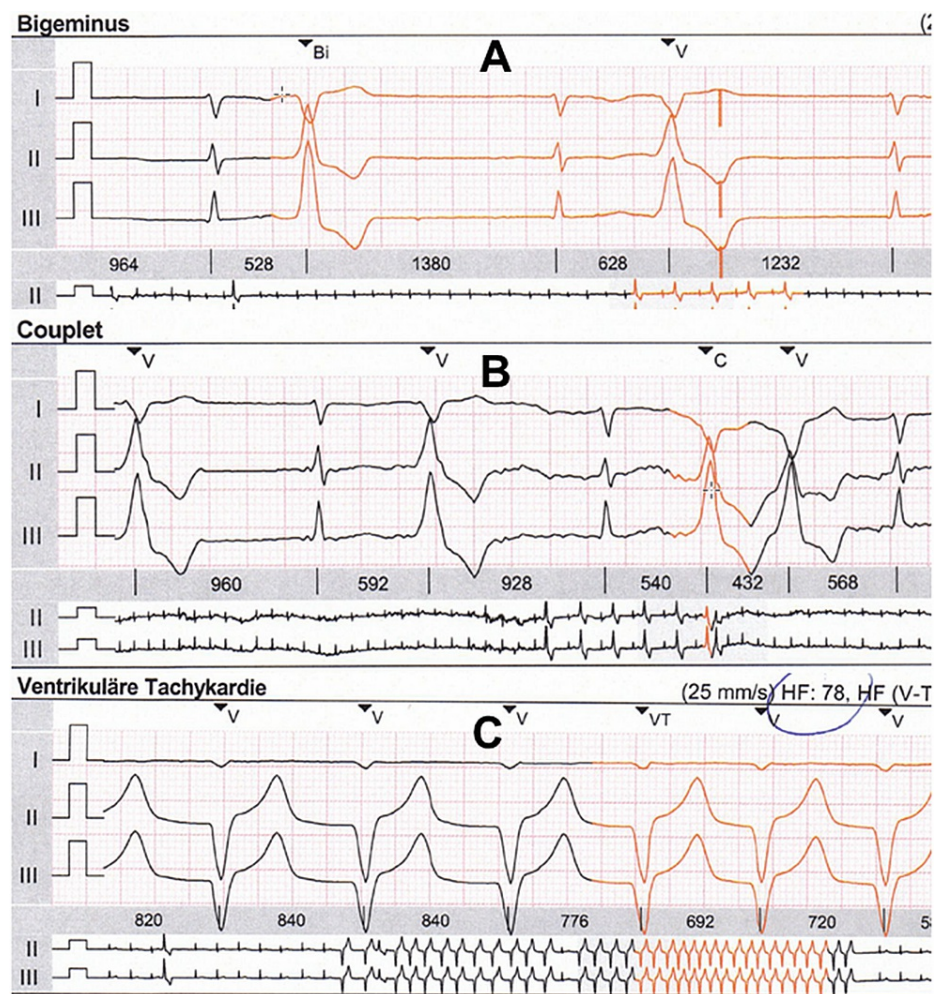 Bigeminus (2
A
Bi V
I
II
III
964 528 1380 628 1232
II
Couplet
B
V V C V
I
II
III
960 592 928 540 432 568
II
III
Ventrikuläre Tachykardie (25 mm/s) HF: 78, HF (V-T
C
V V V VT V V
I
II
III
820 840 840 776 692 720 5
II
III